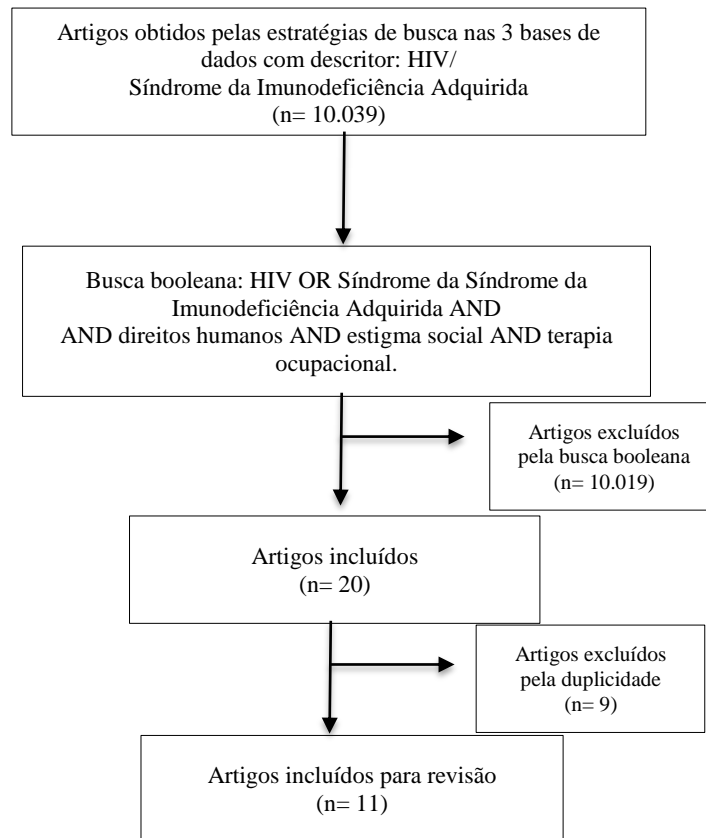 Artigos obtidos pelas estratégias de busca nas 3 bases de
dados com descritor: HIV/
Síndrome da Imunodeficiência Adquirida
(n= 10.039)
Busca booleana: HIV OR Síndrome da Síndrome da
Imunodeficiência Adquirida AND
AND direitos humanos AND estigma social AND terapia
ocupacional.
Artigos excluídos
pela busca booleana
(n= 10.019)
Artigos incluídos
(n= 20)
Artigos excluídos
pela duplicidade
(n= 9)
Artigos incluídos para revisão
(n= 11)